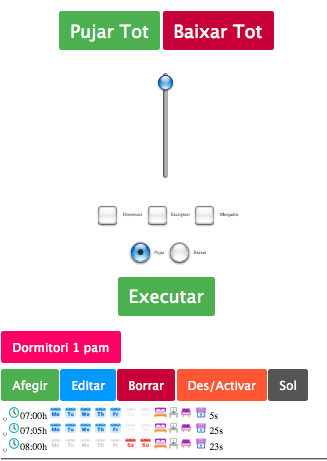 Pujar Tot Baixar Tot
Dormitori Escriptori Menjador
Pujar Baixar
Executar
Dormitori 1 pam
Afegir Editar Borrar Des/Activar Sol
07:00h Mo Tu We Th Fr Sa Su 5s
07:05h Mo Tu We Th Fr Sa Su 25s
08:00h Mo Tu We Th Fr Sa Su 23s